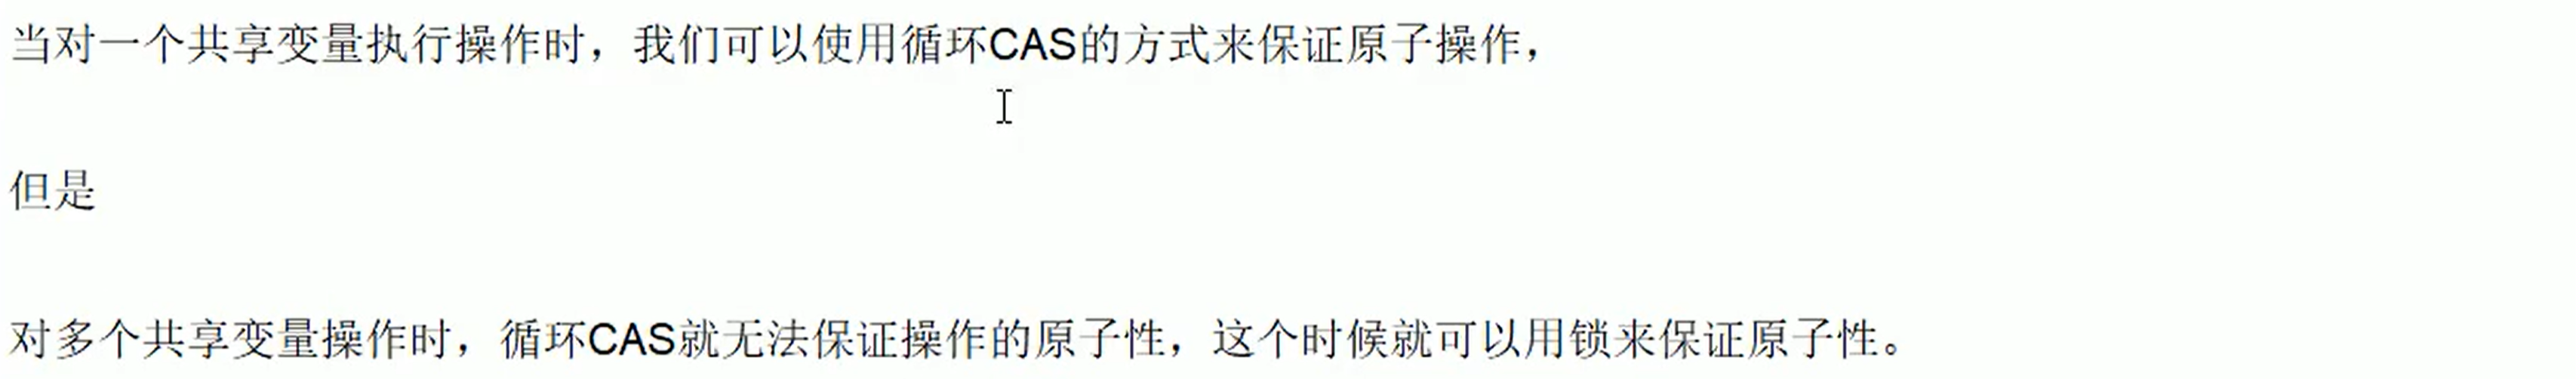 当对一个共享变量执行操作时，我们可以使用循环CAS的方式来保证原子操作，
但是
对多个共享变量操作时，循环CAS就无法保证操作的原子性，这个时候就可以用锁来保证原子性。